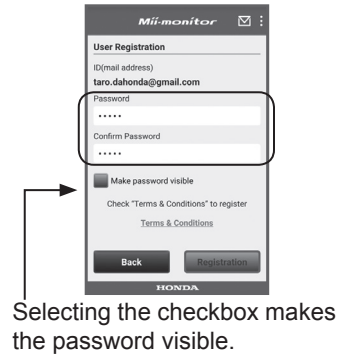 Mii-monitor
User Registration
ID(mail address)
taro.dahonda@gmail.com
Password
•••••
Confirm Password
•••••
Make password visible
Check "Terms & Conditions" to register
Terms & Conditions
Back Registration
HONDA
Selecting the checkbox makes
the password visible.